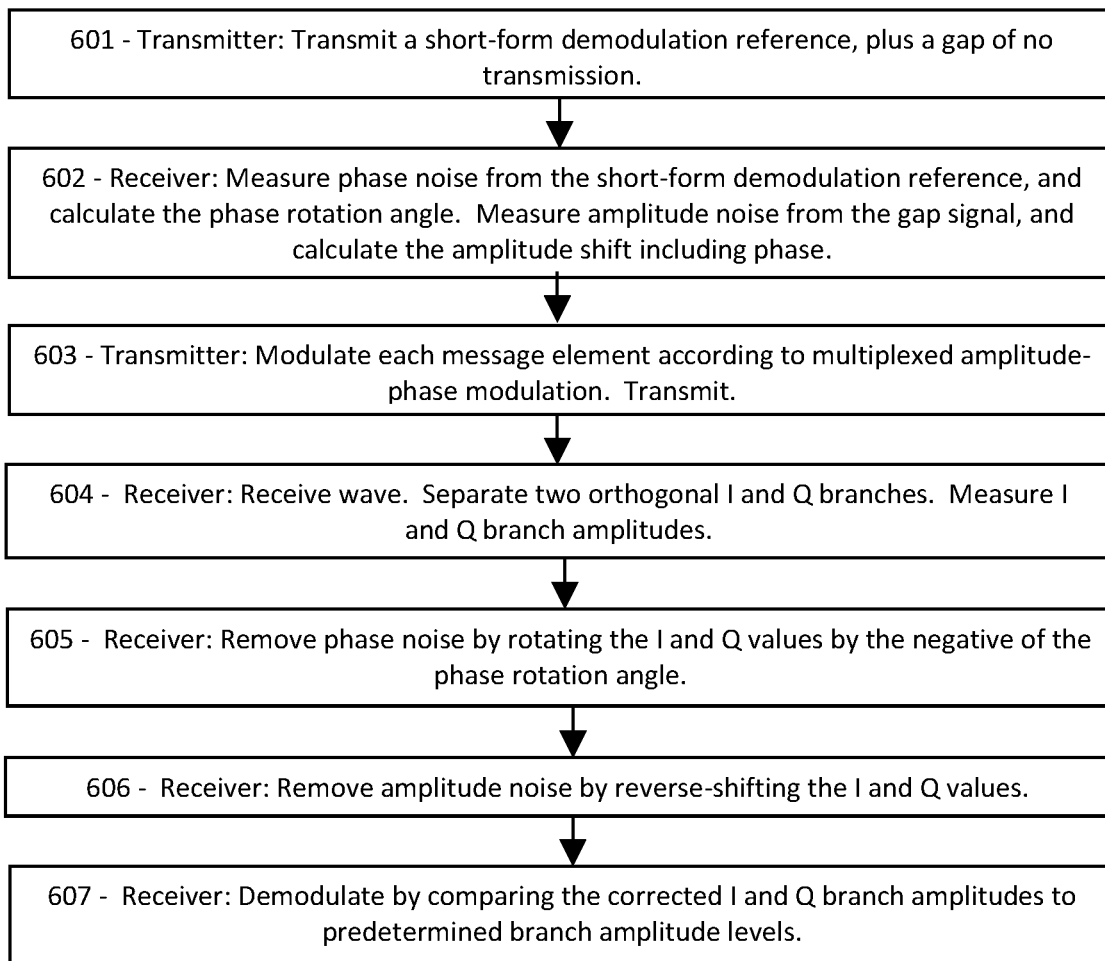 601 - Transmitter: Transmit a short-form demodulation reference, plus a gap of no
transmission.
602 - Receiver: Measure phase noise from the short-form demodulation reference, and
calculate the phase rotation angle.  Measure amplitude noise from the gap signal, and
calculate the amplitude shift including phase.
603 - Transmitter: Modulate each message element according to multiplexed amplitude-
phase modulation.  Transmit.
604 -  Receiver: Receive wave.  Separate two orthogonal I and Q branches.  Measure I
and Q branch amplitudes.
605 -  Receiver: Remove phase noise by rotating the I and Q values by the negative of the
phase rotation angle.
606 -  Receiver: Remove amplitude noise by reverse-shifting the I and Q values.
607 -  Receiver: Demodulate by comparing the corrected I and Q branch amplitudes to
predetermined branch amplitude levels.